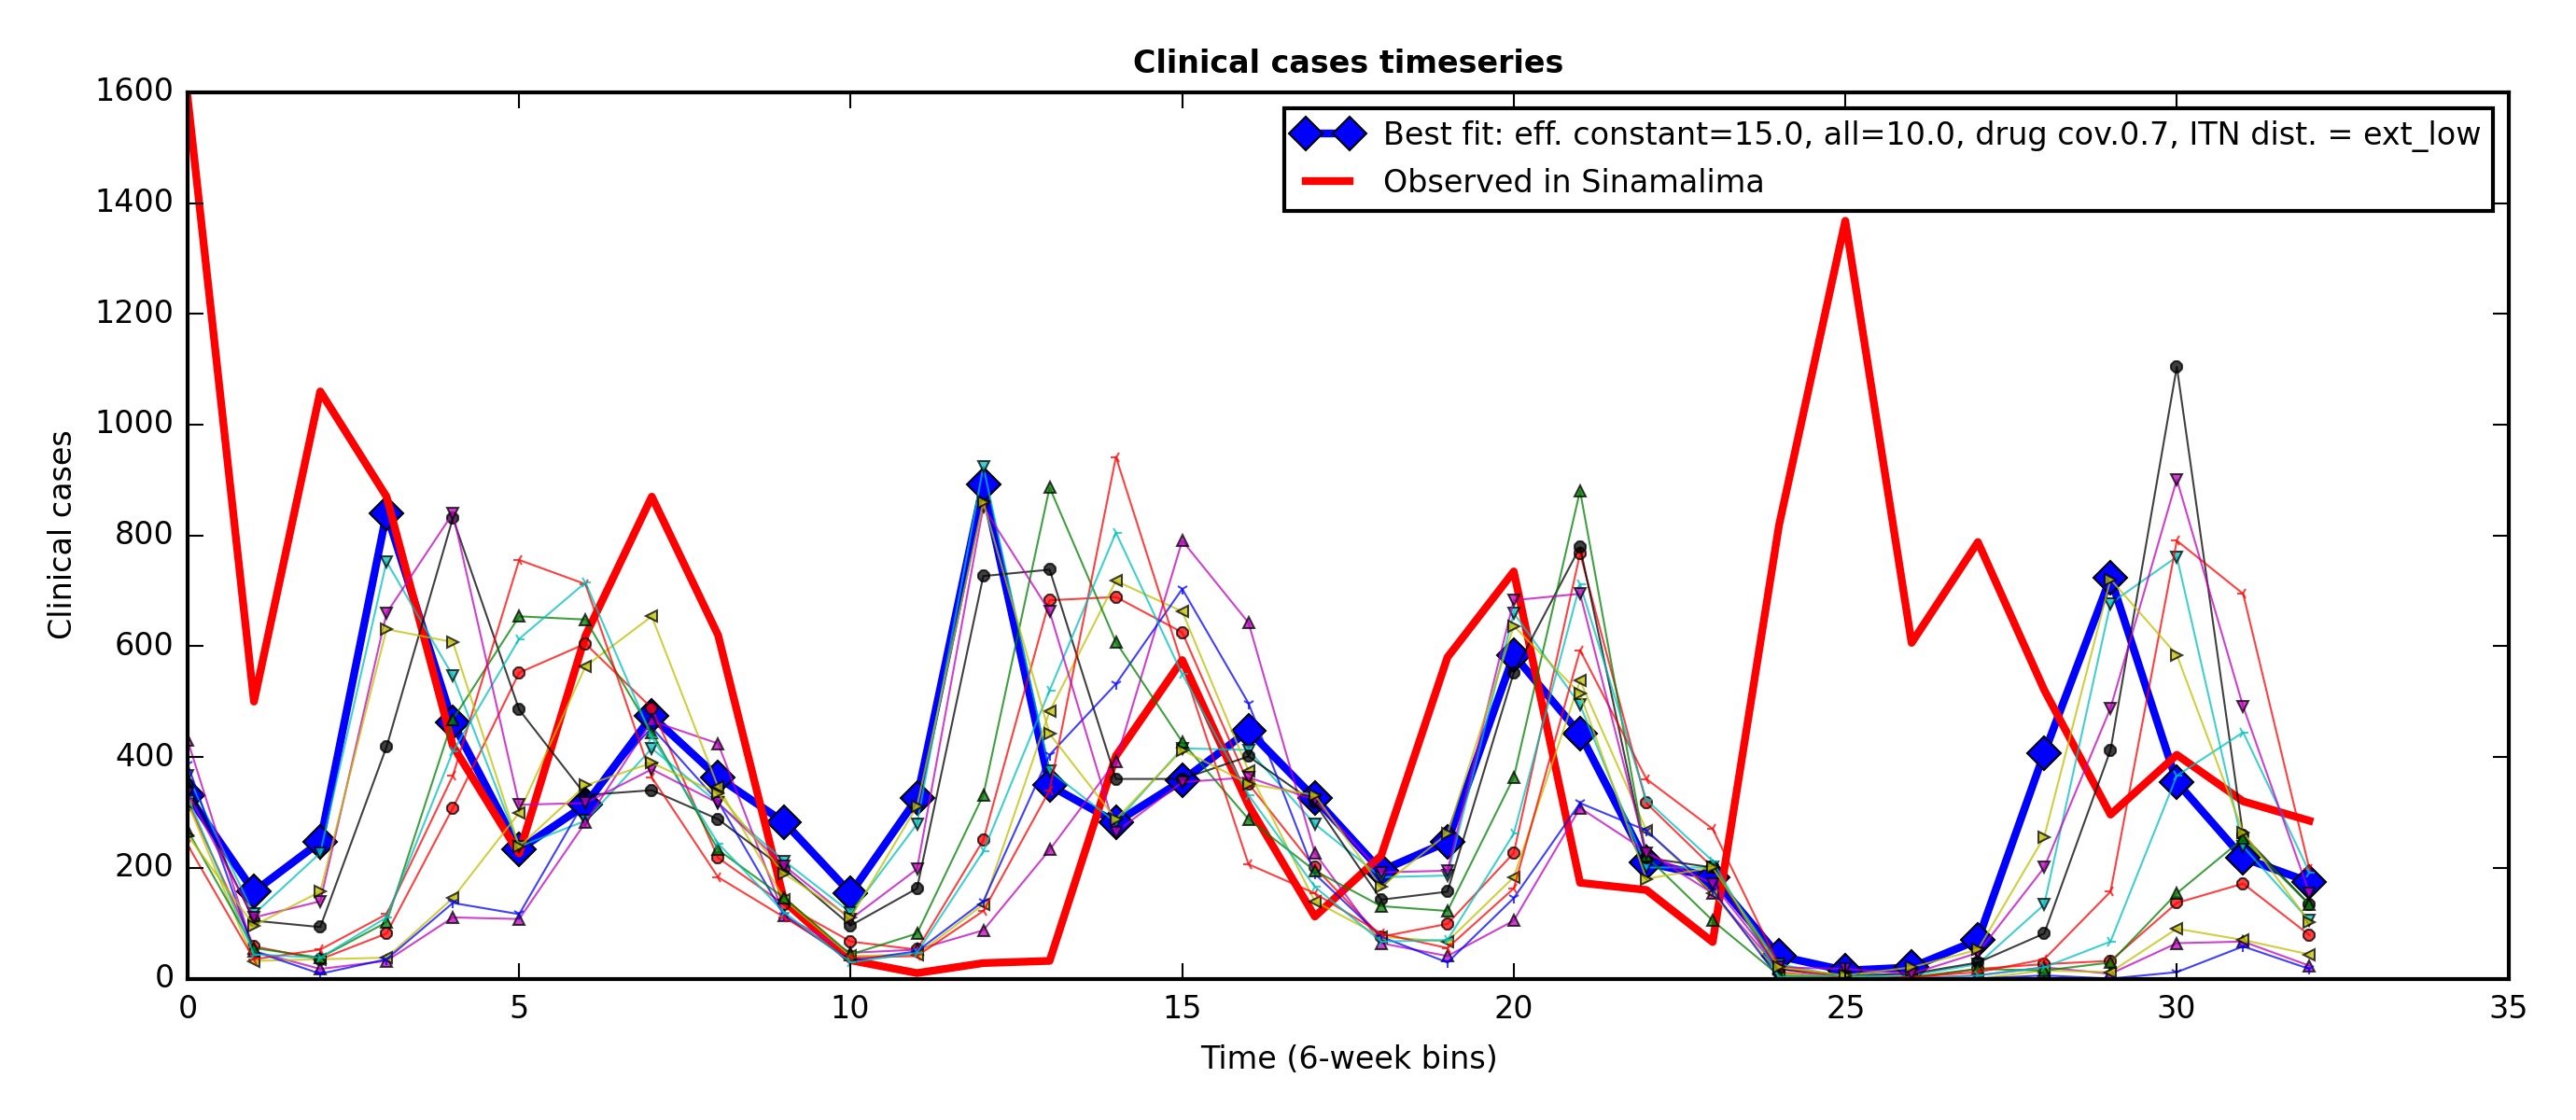 Clinical cases timeseries
1600
1400
1200
1000
800
600
400
200
0
Clinical cases
Best fit: eff. constant=15.0, all=10.0, drug cov.0.7, ITN dist. = ext_low
Observed in Sinamalima
0 5 10 15 20 25 30 35
Time (6-week bins)